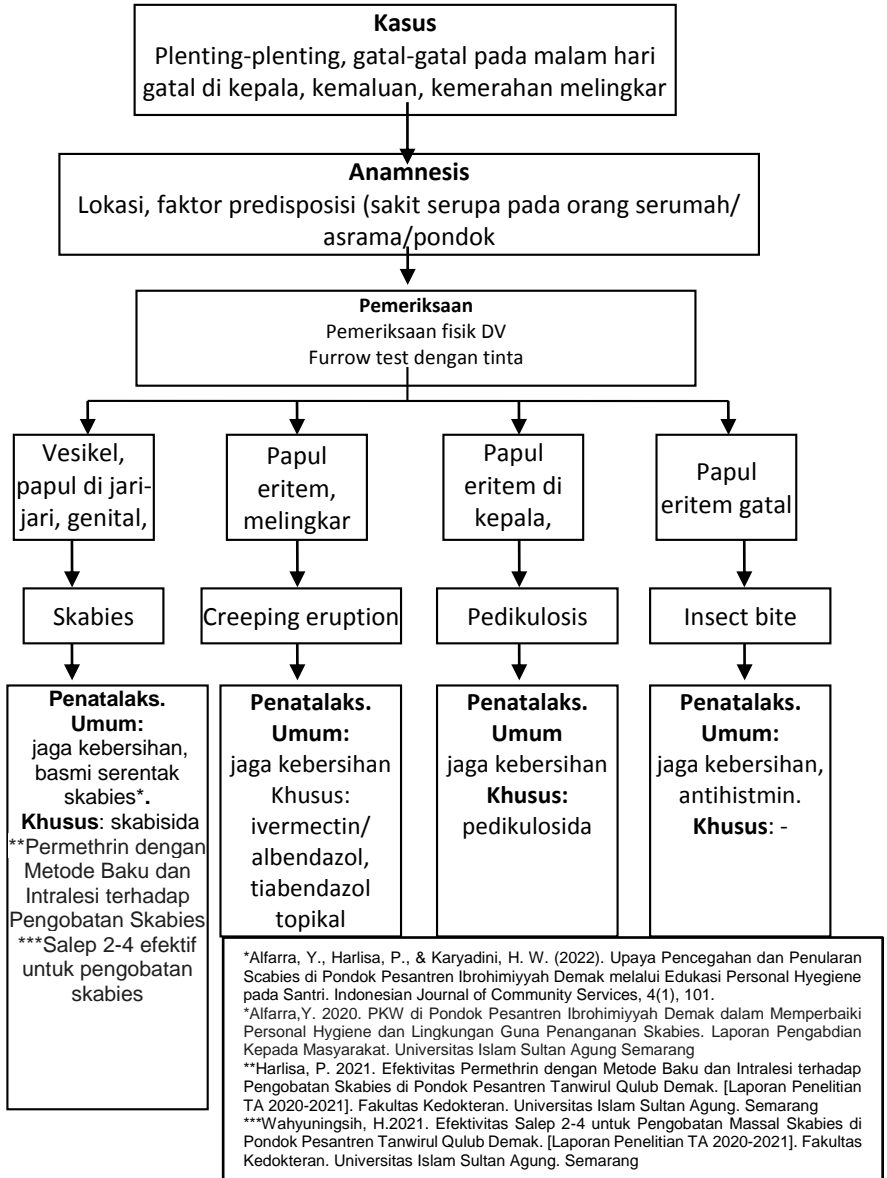 Kasus
Plenting-plenting, gatal-gatal pada malam hari
gatal di kepala, kemaluan, kemerahan melingkar
Anamnesis
Lokasi, faktor predisposisi (sakit serupa pada orang serumah/
asrama/pondok
Pemeriksaan
Pemeriksaan fisik DV
Furrow test dengan tinta
Vesikel,
papul di jari-
jari, genital,
Papul
eritem,
melingkar
Papul
eritem di
kepala,
Papul
eritem gatal
Skabies
Creeping eruption
Pedikulosis
Insect bite
Penatalaks.
Umum:
jaga kebersihan,
basmi serentak
skabies*.
Khusus: skabisida
**Permethrin dengan
Metode Baku dan
Intralesi terhadap
Pengobatan Skabies
***Salep 2-4 efektif
untuk pengobatan
skabies
Penatalaks.
Umum:
jaga kebersihan
Khusus:
ivermectin/
albendazol,
tiabendazol
topikal
Penatalaks.
Umum
jaga kebersihan
Khusus:
pedikulosida
Penatalaks.
Umum:
jaga kebersihan,
antihistmin.
Khusus: -
*Alfarra, Y., Harlisa, P., & Karyadini, H. W. (2022). Upaya Pencegahan dan Penularan
Scabies di Pondok Pesantren Ibrohimiyyah Demak melalui Edukasi Personal Hyegiene
pada Santri. Indonesian Journal of Community Services, 4(1), 101.
*Alfarra,Y. 2020. PKW di Pondok Pesantren Ibrohimiyyah Demak dalam Memperbaiki
Personal Hygiene dan Lingkungan Guna Penanganan Skabies. Laporan Pengabdian
Kepada Masyarakat. Universitas Islam Sultan Agung Semarang
**Harlisa, P. 2021. Efektivitas Permethrin dengan Metode Baku dan Intralesi terhadap
Pengobatan Skabies di Pondok Pesantren Tanwirul Qulub Demak. [Laporan Penelitian
TA 2020-2021]. Fakultas Kedokteran. Universitas Islam Sultan Agung. Semarang
***Wahyuningsih, H.2021. Efektivitas Salep 2-4 untuk Pengobatan Massal Skabies di
Pondok Pesantren Tanwirul Qulub Demak. [Laporan Penelitian TA 2020-2021]. Fakultas
Kedokteran. Universitas Islam Sultan Agung. Semarang